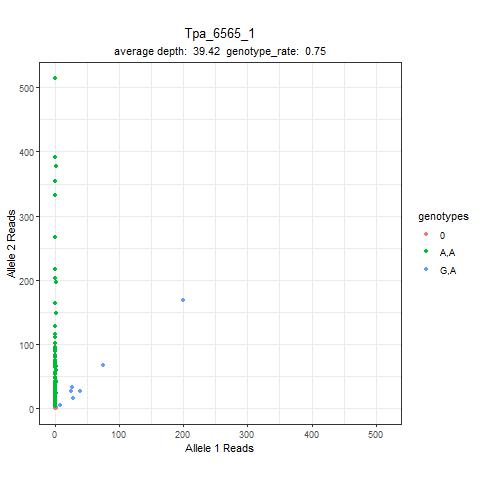 Tpa_6565_1
average depth: 39.42 genotype_rate: 0.75
500
400
300
200
100
0
Allele 2 Reads
0 100 200 300 400 500
Allele 1 Reads
genotypes
0
A,A
G,A